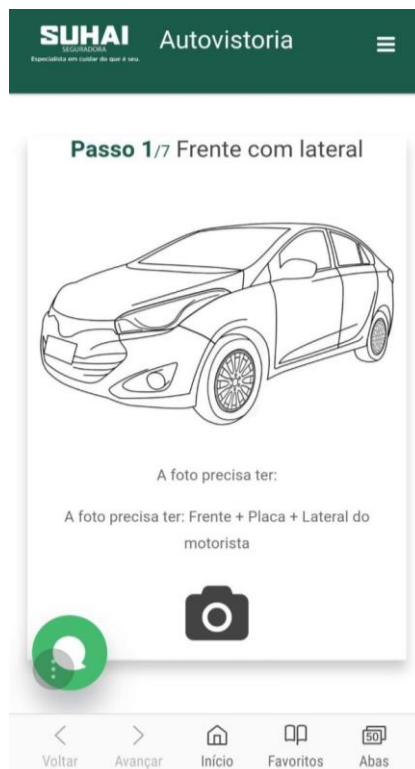 SUHAI
SEGURADORA
Especialista em cuidar do que é seu.
Autovistoria
Passo 1/7 Frente com lateral
A foto precisa ter:
A foto precisa ter: Frente + Placa + Lateral do
motorista
Voltar
Avançar
Início
Favoritos
50
Abas